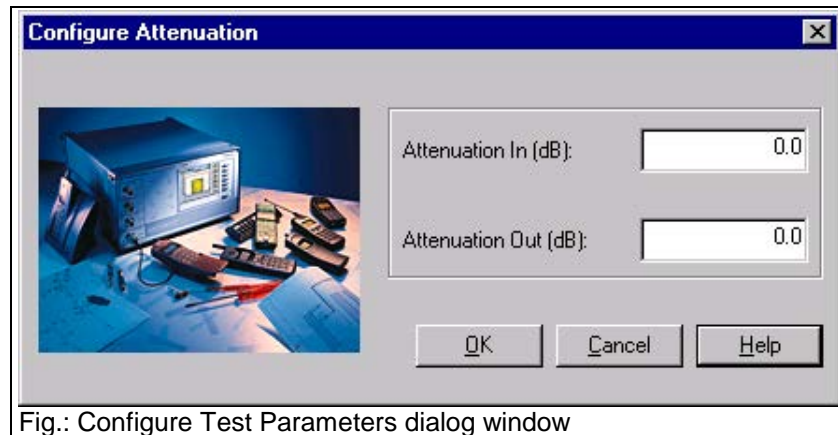 Configure Attenuation
Attenuation In (dB): 0.0
Attenuation Out (dB): 0.0
OK Cancel Help
Fig.: Configure Test Parameters dialog window